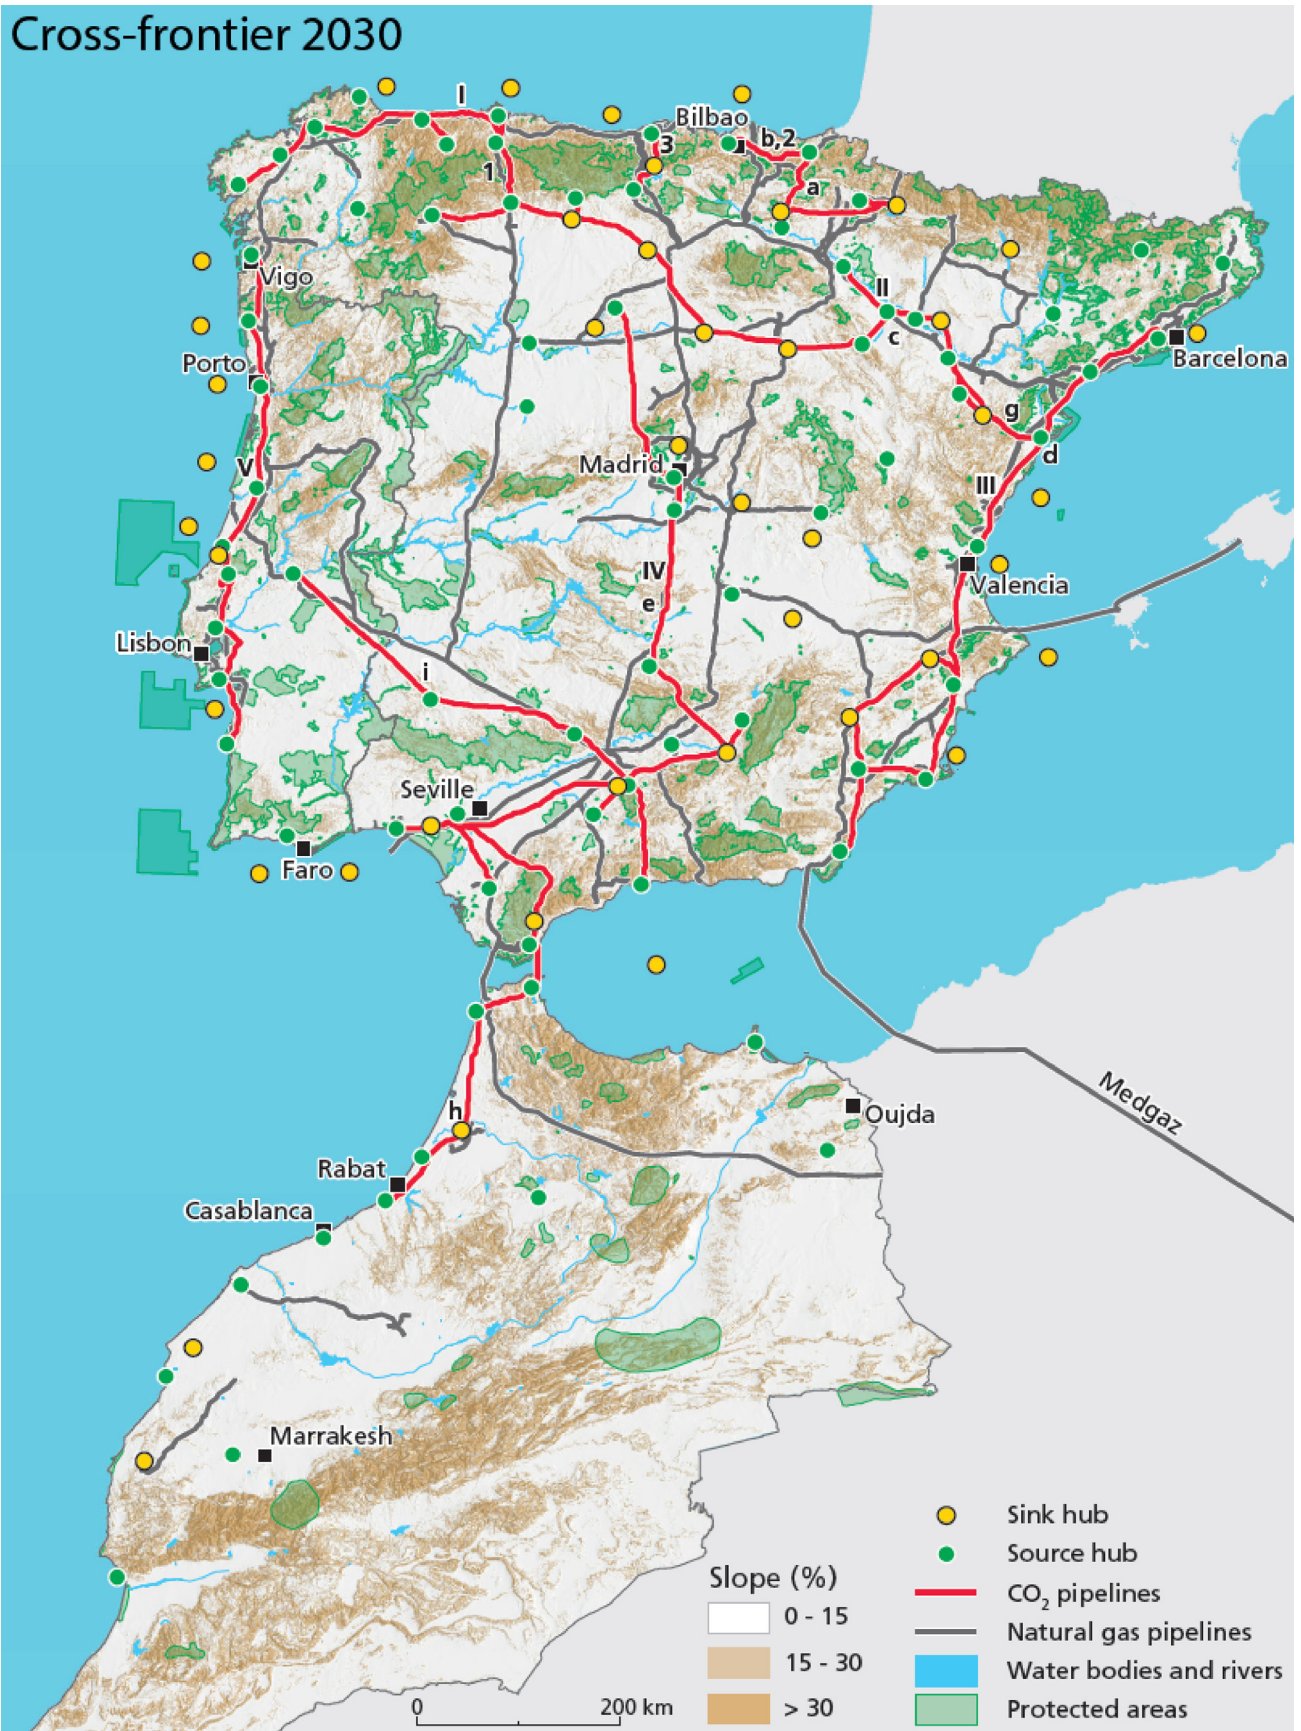 Cross-frontier 2030
I
Bilbao
b,2
3
1
a
Vigo
II
c
Porto
Barcelona
g
Madrid
d
V
III
IV
Valencia
e
Lisbon
i
Seville
Faro
Medgaz
h
Oujda
Rabat
Casablanca
Marrakesh
Sink hub
Source hub
CO2 pipelines
Natural gas pipelines
Water bodies and rivers
Protected areas
Slope (%)
0 - 15
15 - 30
> 30
0 200 km